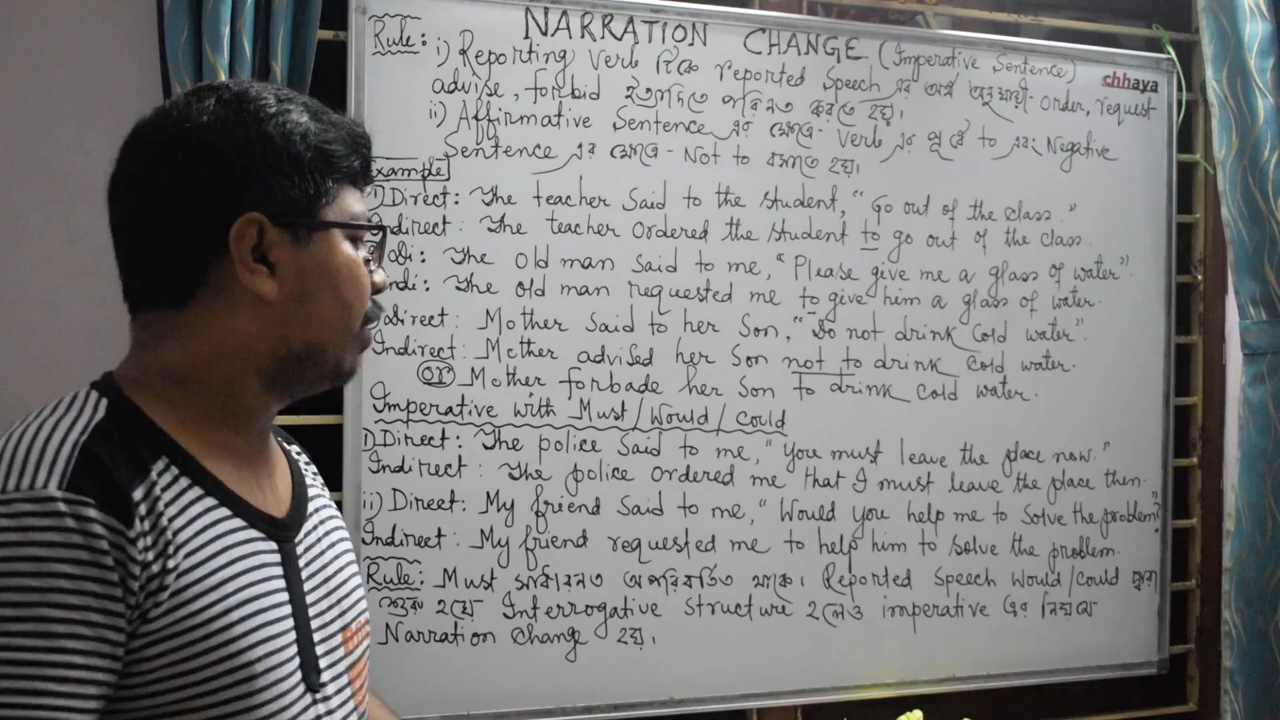 NARRATION CHANGE (Imperative Sentence)
chhaya
Rule: i) Reporting Verb টিকে reported Speech এর অর্থ অনুযায়ী - Order, request
advise, forbid ইত্যাদিতে পরিনত করতে হয়।
ii) Affirmative Sentence এর ক্ষেত্রে - Verb এর পূর্বে to এবং Negative
Sentence এর ক্ষেত্রে - Not to বসাতে হয়।
Example
i) Direct: The teacher Said to the Student, "Go out of the class."
Indirect: The teacher ordered the student to go out of the class.
Di: The old man Said to me, "Please give me a glass of water".
Indi: The old man requested me to give him a glass of water.
direct: Mother Said to her Son, "Do not drink Cold water".
Indirect: Mother advised her Son not to drink Cold water.
or Mother forbade her Son to drink Cold water.
Imperative with Must/Would/Could
i) Direct: The police Said to me, "You must leave the place now."
Indirect: The police ordered me that I must leave the place then.
ii) Direct: My friend Said to me, "Would you help me to Solve the problem?"
Indirect: My friend requested me to help him to solve the problem.
Rule: Must সাধারনত অপরিবর্তিত থাকে। Reported Speech Would/Could দ্বারা
শুরু হয়ে Interrogative Structure হলেও imperative এর নিয়মে
Narration Change হয়।